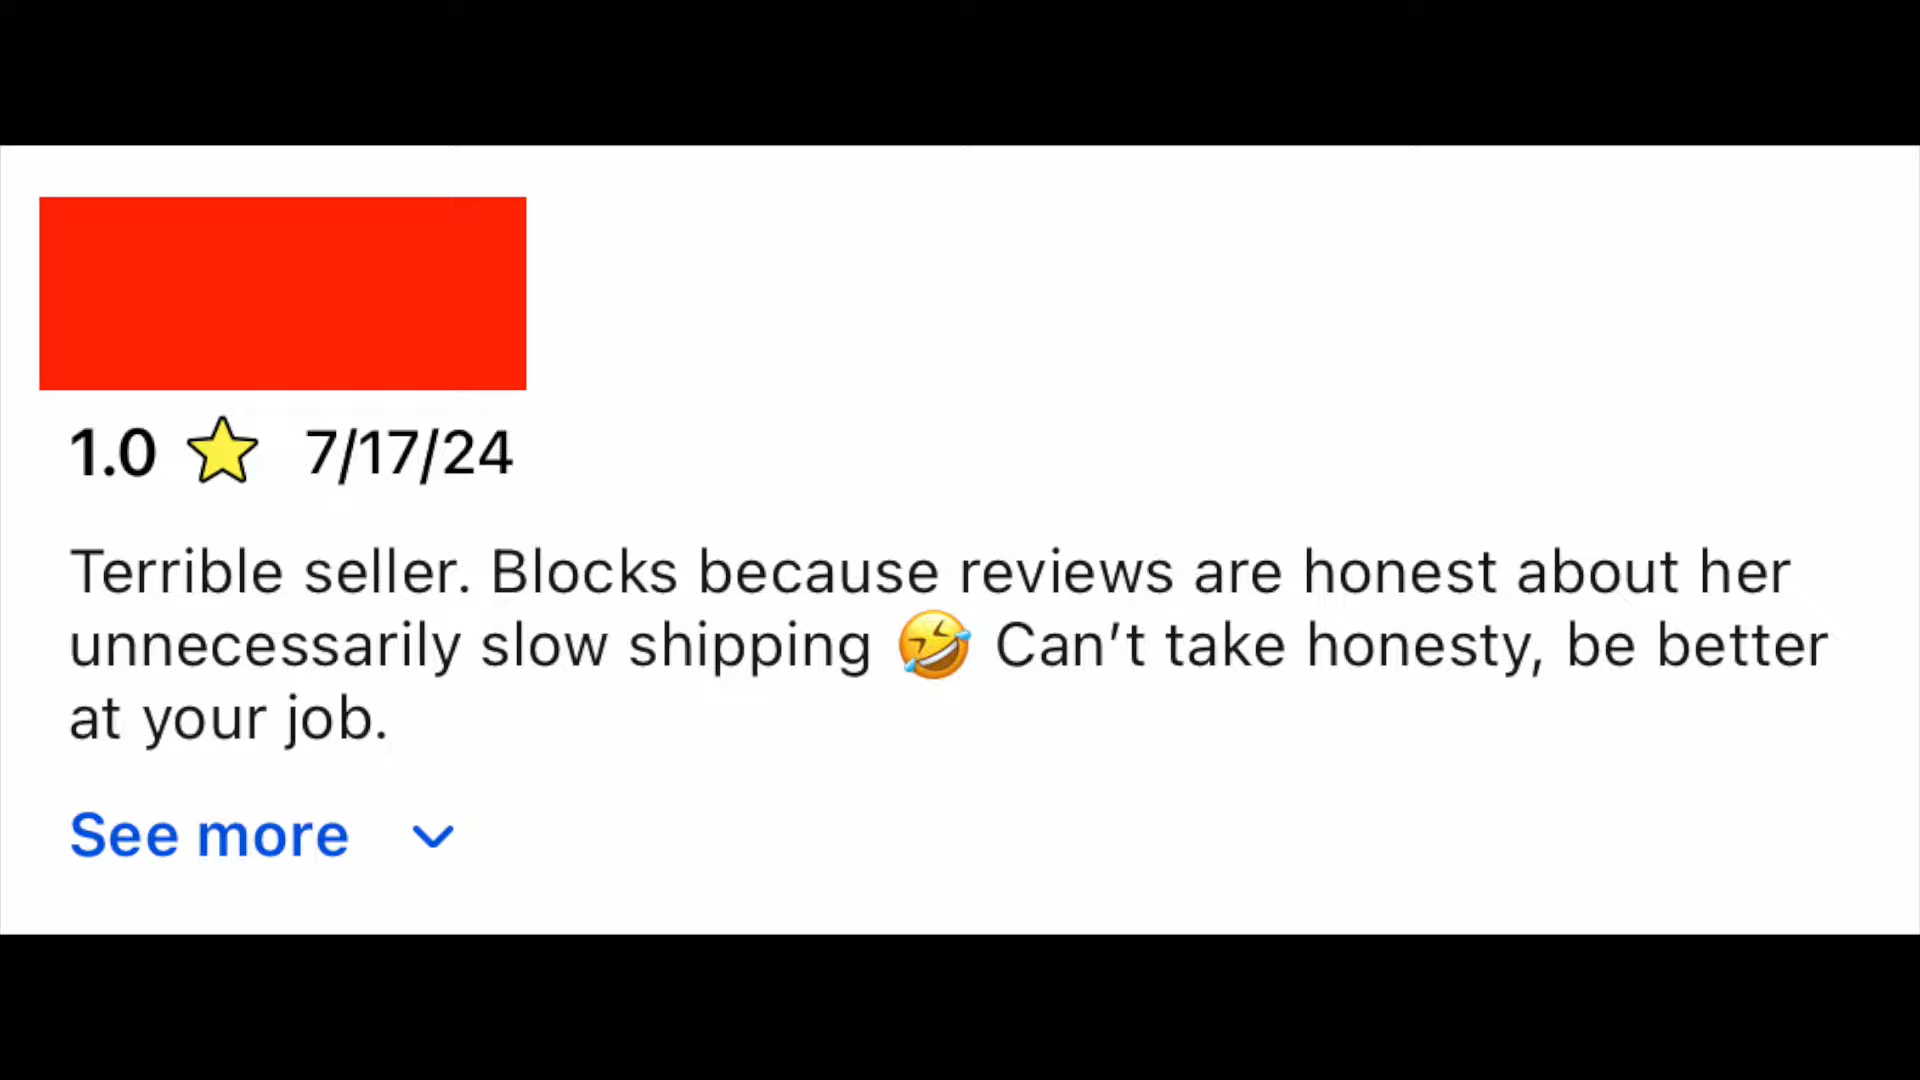 1.0 ⭐ 7/17/24
Terrible seller. Blocks because reviews are honest about her
unnecessarily slow shipping 🤣 Can’t take honesty, be better
at your job.
See more